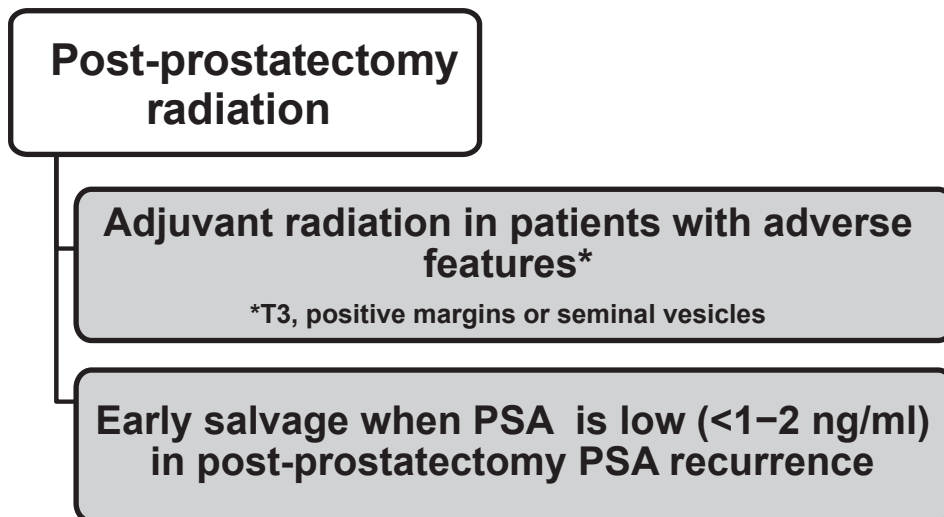 Post-prostatectomy
radiation
Adjuvant radiation in patients with adverse
features*
*T3, positive margins or seminal vesicles
Early salvage when PSA is low (<1−2 ng/ml)
in post-prostatectomy PSA recurrence